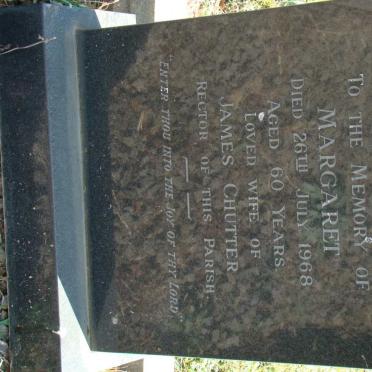 TO THE MEMORY OF
MARGARET
DIED 26TH JULY 1968
AGED 60 YEARS
LOVED WIFE OF
JAMES CHUTTER
RECTOR OF THIS PARISH.
"ENTER THOU INTO THE JOY OF THY LORD"